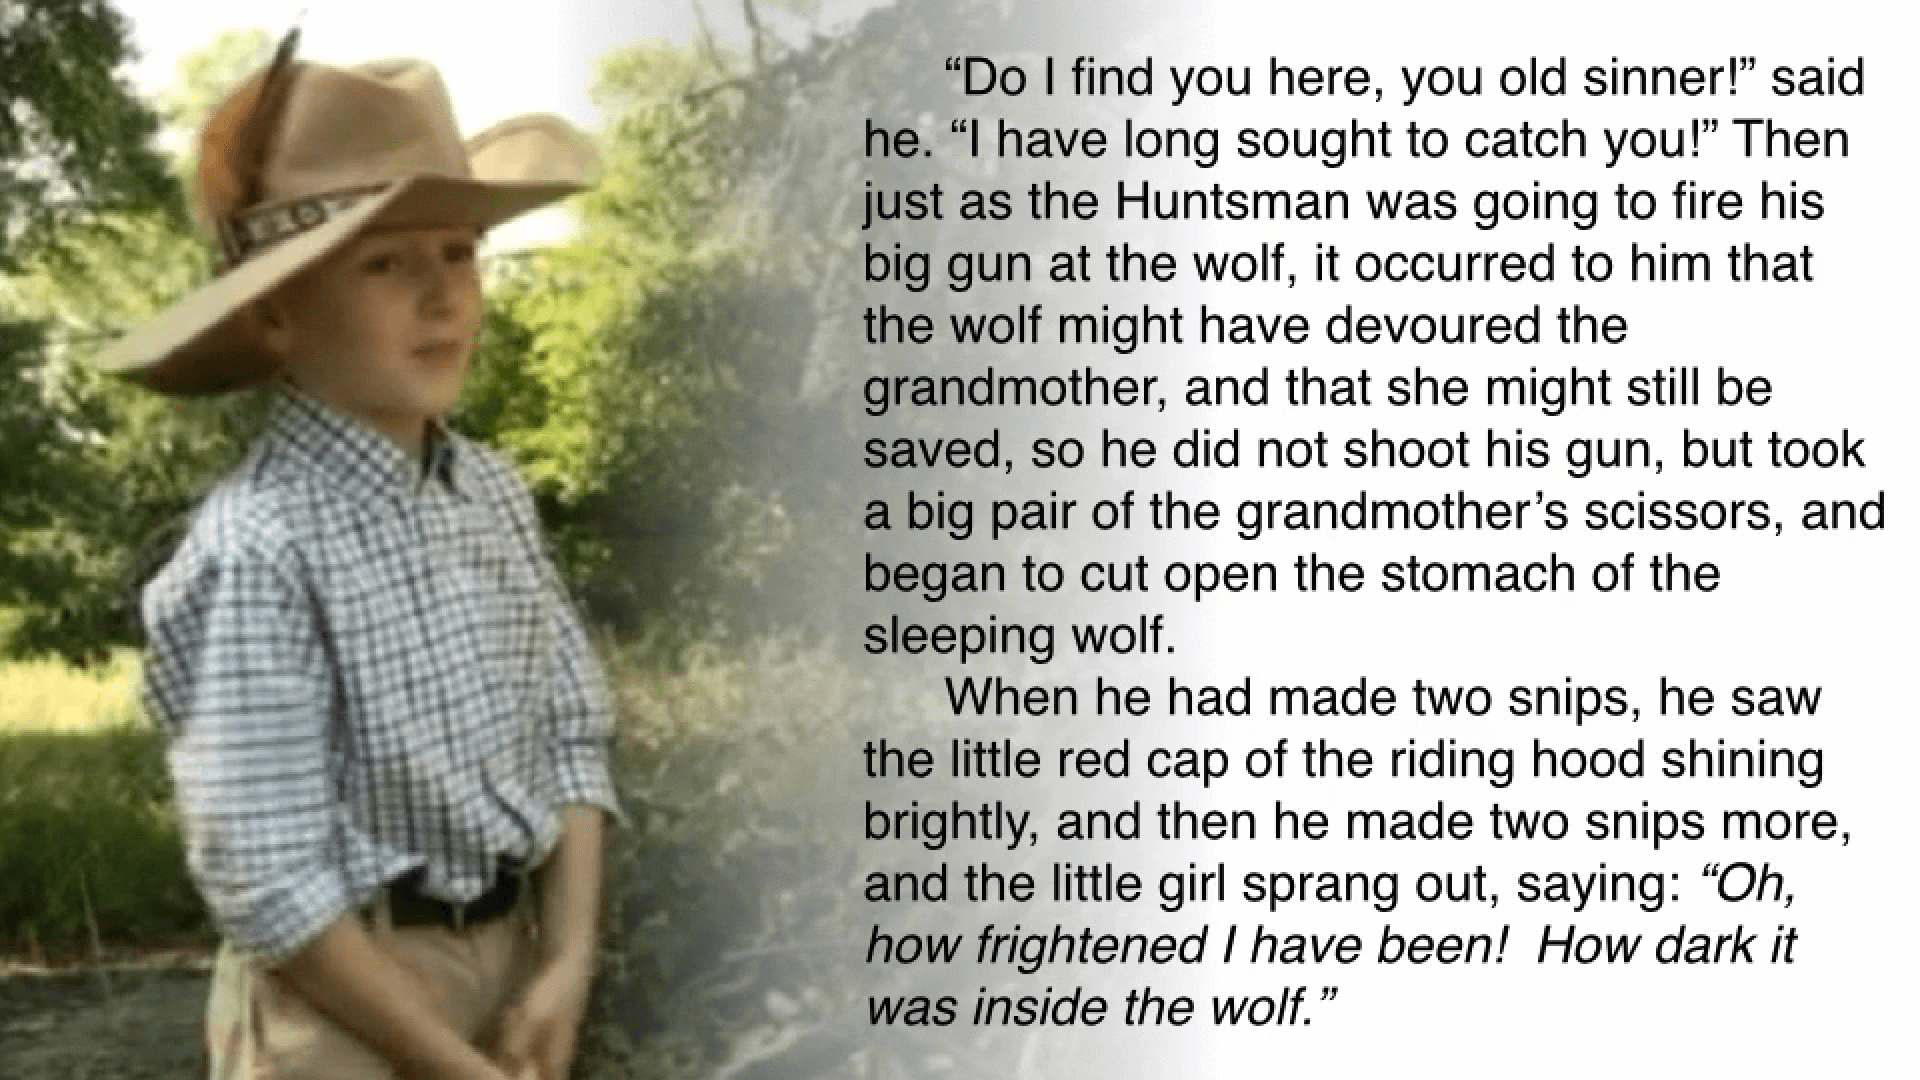 “Do I find you here, you old sinner!” said
he. “I have long sought to catch you!” Then
just as the Huntsman was going to fire his
big gun at the wolf, it occurred to him that
the wolf might have devoured the
grandmother, and that she might still be
saved, so he did not shoot his gun, but took
a big pair of the grandmother’s scissors, and
began to cut open the stomach of the
sleeping wolf.
When he had made two snips, he saw
the little red cap of the riding hood shining
brightly, and then he made two snips more,
and the little girl sprang out, saying: “Oh,
how frightened I have been!  How dark it
was inside the wolf.”